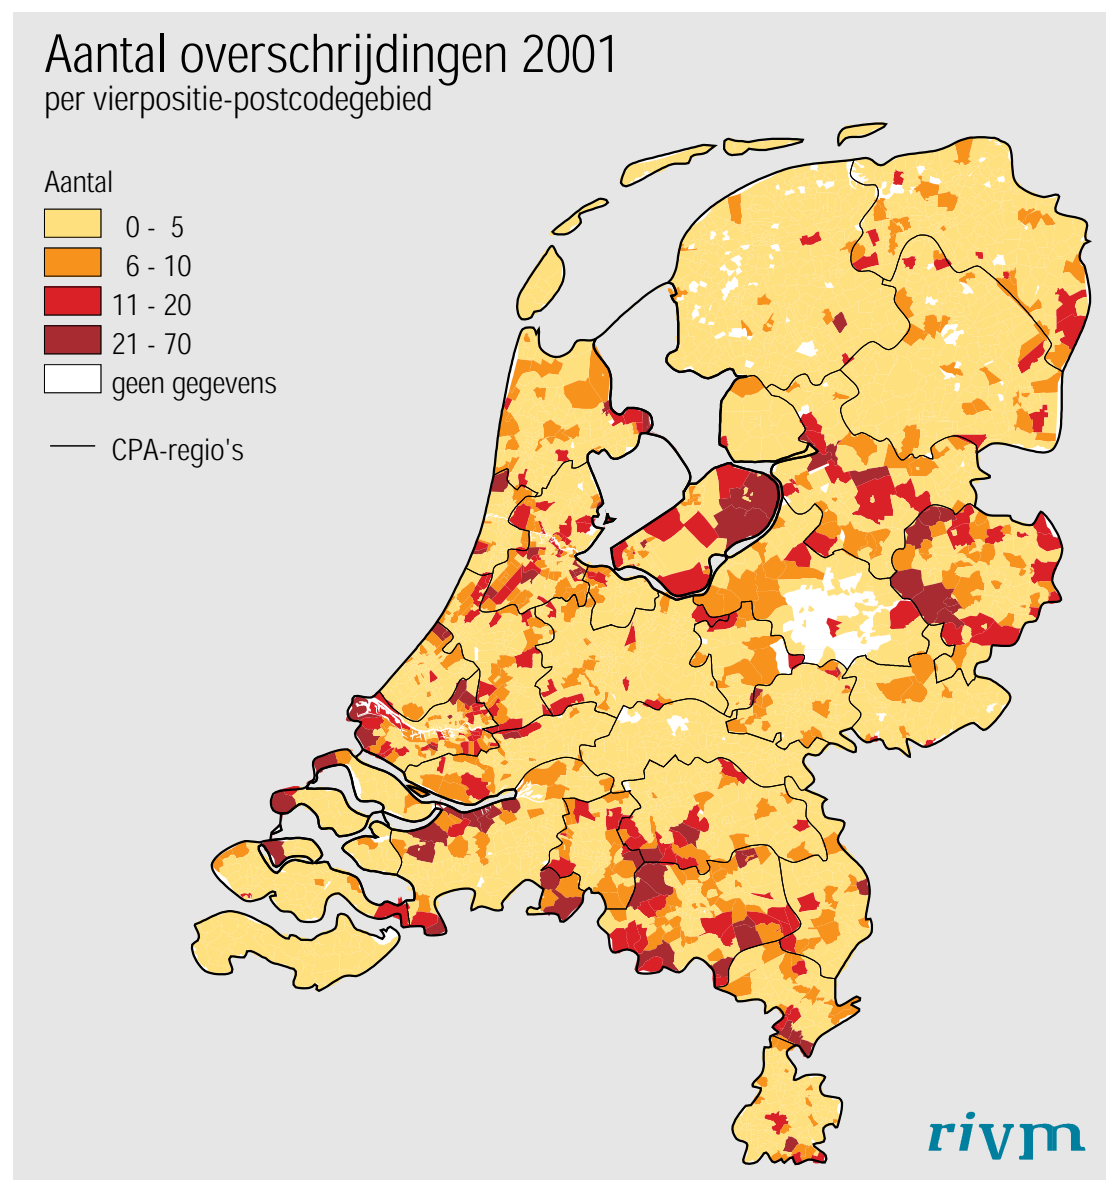 Aantal overschrijdingen 2001
per vierpositie-postcodegebied
Aantal
0 - 5
6 - 10
11 - 20
21 - 70
geen gegevens
CPA-regio's
rivm